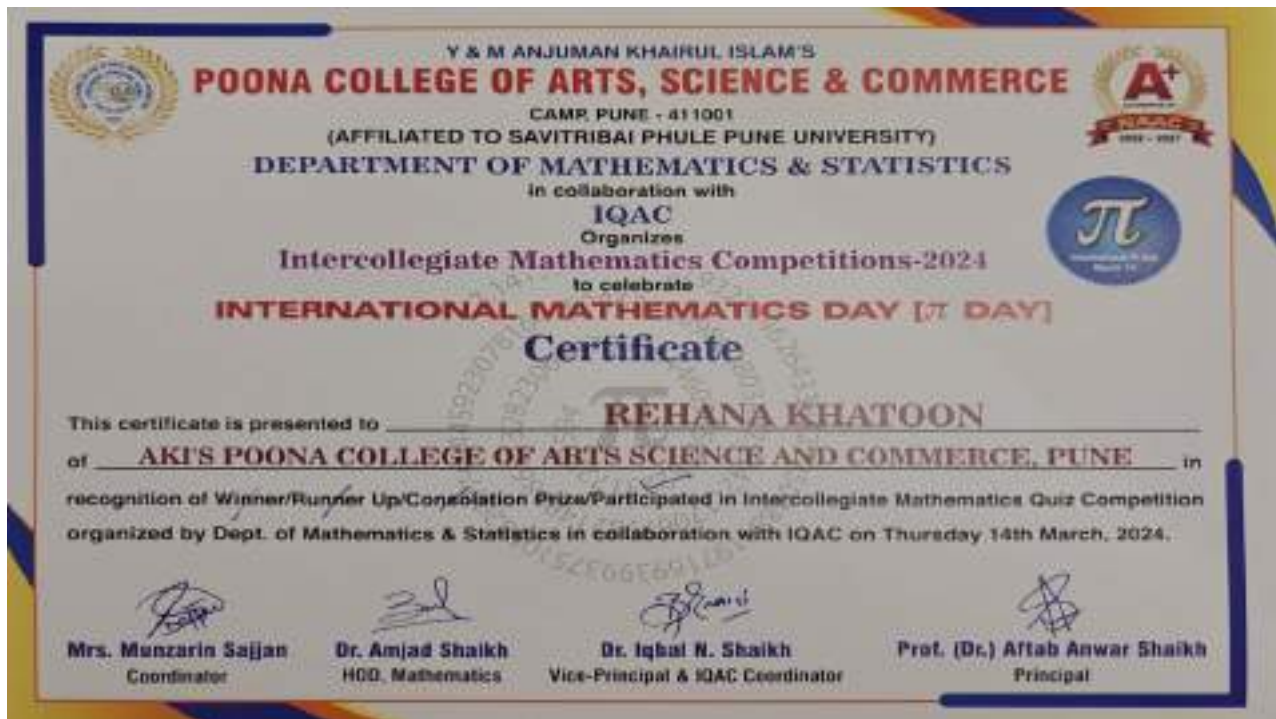 Y & M ANJUMAN KHAIRUL ISLAM'S
POONA COLLEGE OF ARTS, SCIENCE & COMMERCE
CAMP, PUNE - 411001
(AFFILIATED TO SAVITRIBAI PHULE PUNE UNIVERSITY)
DEPARTMENT OF MATHEMATICS & STATISTICS
in collaboration with
IQAC
Organizes
Intercollegiate Mathematics Competitions-2024
to celebrate
INTERNATIONAL MATHEMATICS DAY [π DAY]
Certificate
A+
NAAC
π
This certificate is presented to REHANA KHATOON
of AKI'S POONA COLLEGE OF ARTS SCIENCE AND COMMERCE, PUNE in
recognition of Winner/Runner Up/Consolation Prize/Participated in Intercollegiate Mathematics Quiz Competition
organized by Dept. of Mathematics & Statistics in collaboration with IQAC on Thursday 14th March, 2024.
Mrs. Munzarin Sajjan
Coordinator
Dr. Amjad Shaikh
HOD, Mathematics
Dr. Iqbal N. Shaikh
Vice-Principal & IQAC Coordinator
Prof. (Dr.) Aftab Anwar Shaikh
Principal